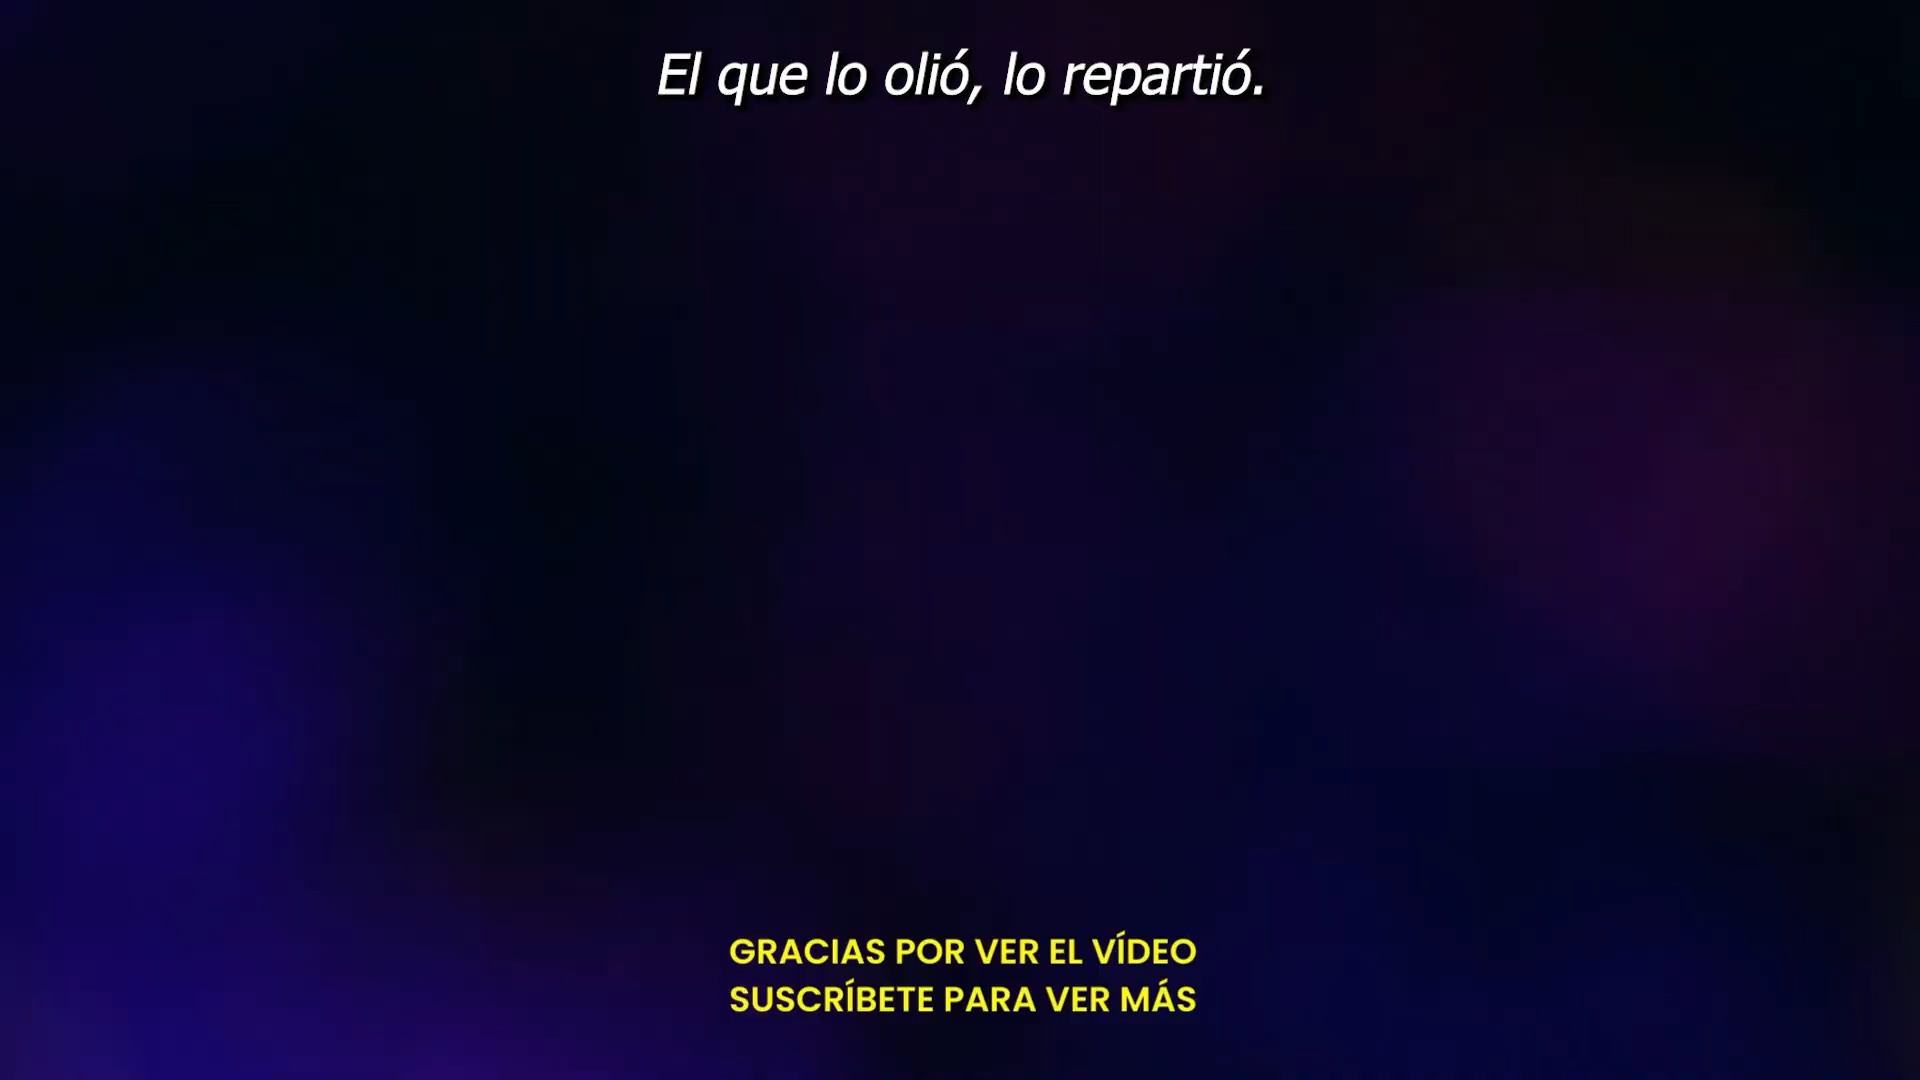 El que lo olió, lo repartió.
GRACIAS POR VER EL VÍDEO
SUSCRÍBETE PARA VER MÁS